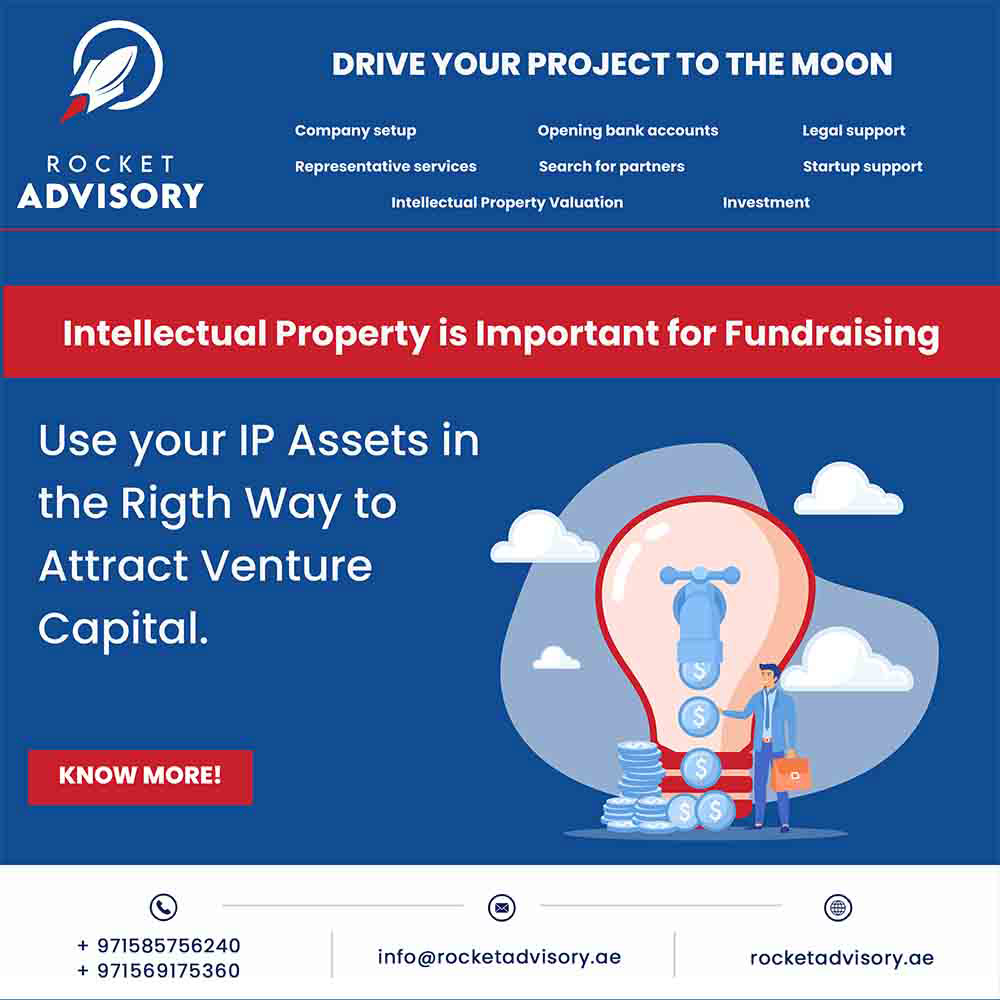 ROCKET
ADVISORY
DRIVE YOUR PROJECT TO THE MOON
Company setup Opening bank accounts Legal support
Representative services Search for partners Startup support
Intellectual Property Valuation Investment
Intellectual Property is Important for Fundraising
Use your IP Assets in
the Rigth Way to
Attract Venture
Capital.
$
$
$
$ $
KNOW MORE!
+ 971585756240
+ 971569175360
info@rocketadvisory.ae
rocketadvisory.ae